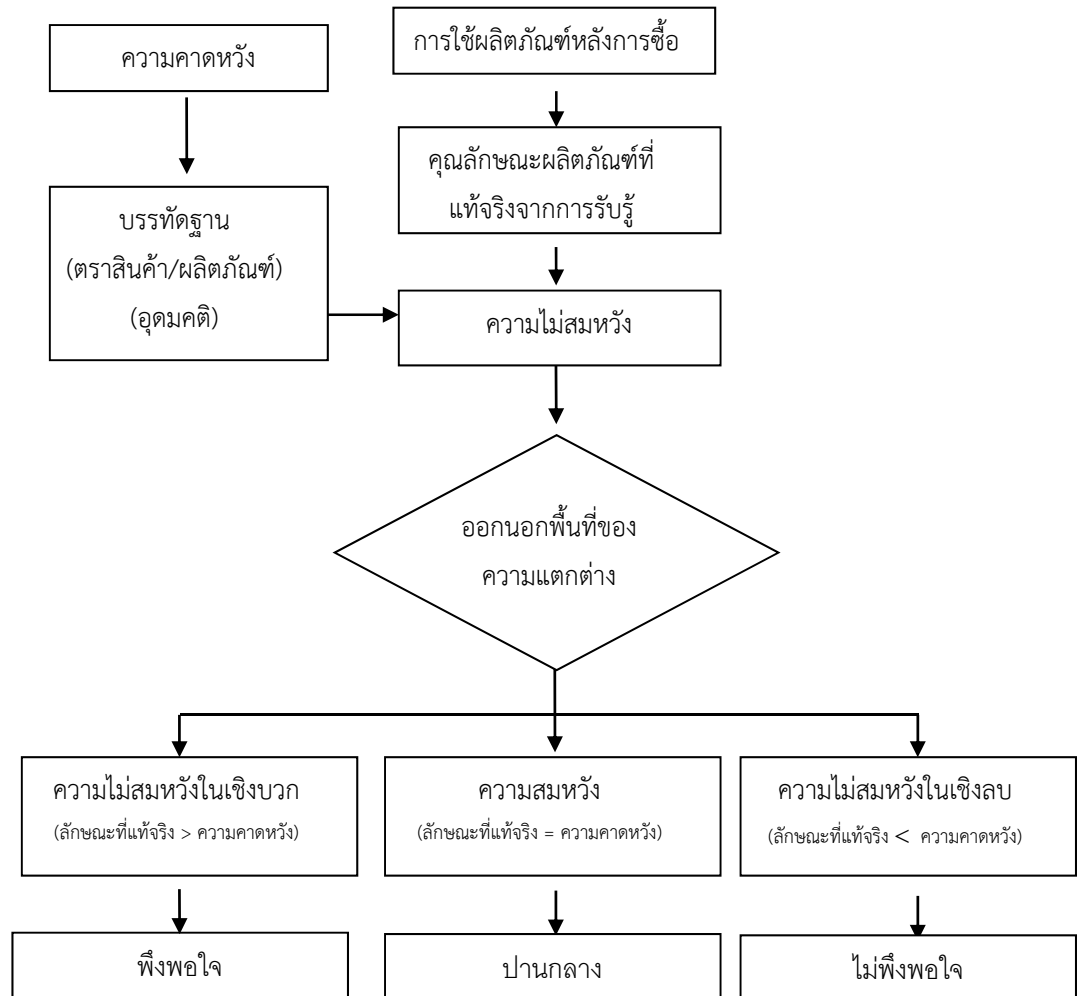 ความคาดหวัง
การใช้ผลิตภัณฑ์หลังการซื้อ
คุณลักษณะผลิตภัณฑ์ที่
แท้จริงจากการรับรู้
บรรทัดฐาน
(ตราสินค้า/ผลิตภัณฑ์)
(อุดมคติ)
ความไม่สมหวัง
ออกนอกพื้นที่ของ
ความแตกต่าง
ความไม่สมหวังในเชิงบวก
(ลักษณะที่แท้จริง > ความคาดหวัง)
ความสมหวัง
(ลักษณะที่แท้จริง = ความคาดหวัง)
ความไม่สมหวังในเชิงลบ
(ลักษณะที่แท้จริง < ความคาดหวัง)
พึงพอใจ
ปานกลาง
ไม่พึงพอใจ